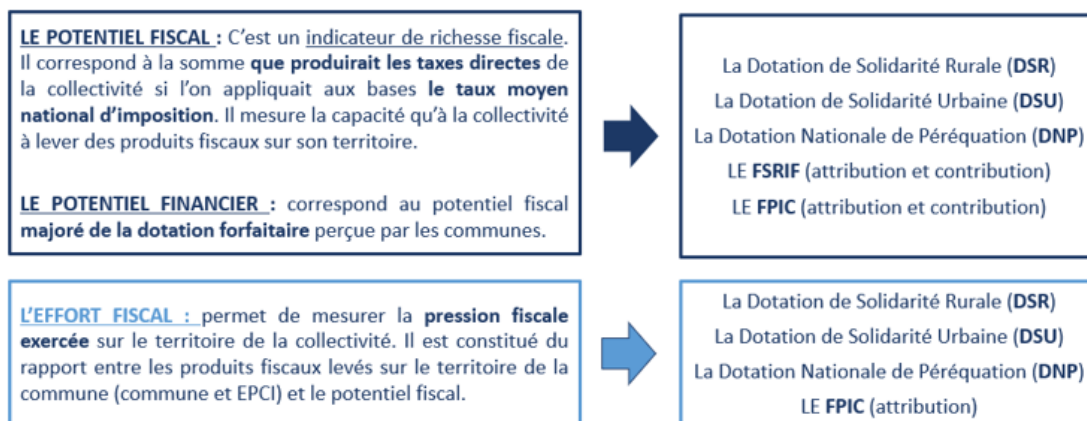 LE POTENTIEL FISCAL : C’est un indicateur de richesse fiscale.
Il correspond à la somme que produirait les taxes directes de
la collectivité si l’on appliquait aux bases le taux moyen
national d’imposition. Il mesure la capacité qu’à la collectivité
à lever des produits fiscaux sur son territoire.
LE POTENTIEL FINANCIER : correspond au potentiel fiscal
majoré de la dotation forfaitaire perçue par les communes.
La Dotation de Solidarité Rurale (DSR)
La Dotation de Solidarité Urbaine (DSU)
La Dotation Nationale de Péréquation (DNP)
LE FSRIF (attribution et contribution)
LE FPIC (attribution et contribution)
L’EFFORT FISCAL : permet de mesurer la pression fiscale
exercée sur le territoire de la collectivité. Il est constitué du
rapport entre les produits fiscaux levés sur le territoire de la
commune (commune et EPCI) et le potentiel fiscal.
La Dotation de Solidarité Rurale (DSR)
La Dotation de Solidarité Urbaine (DSU)
La Dotation Nationale de Péréquation (DNP)
LE FPIC (attribution)